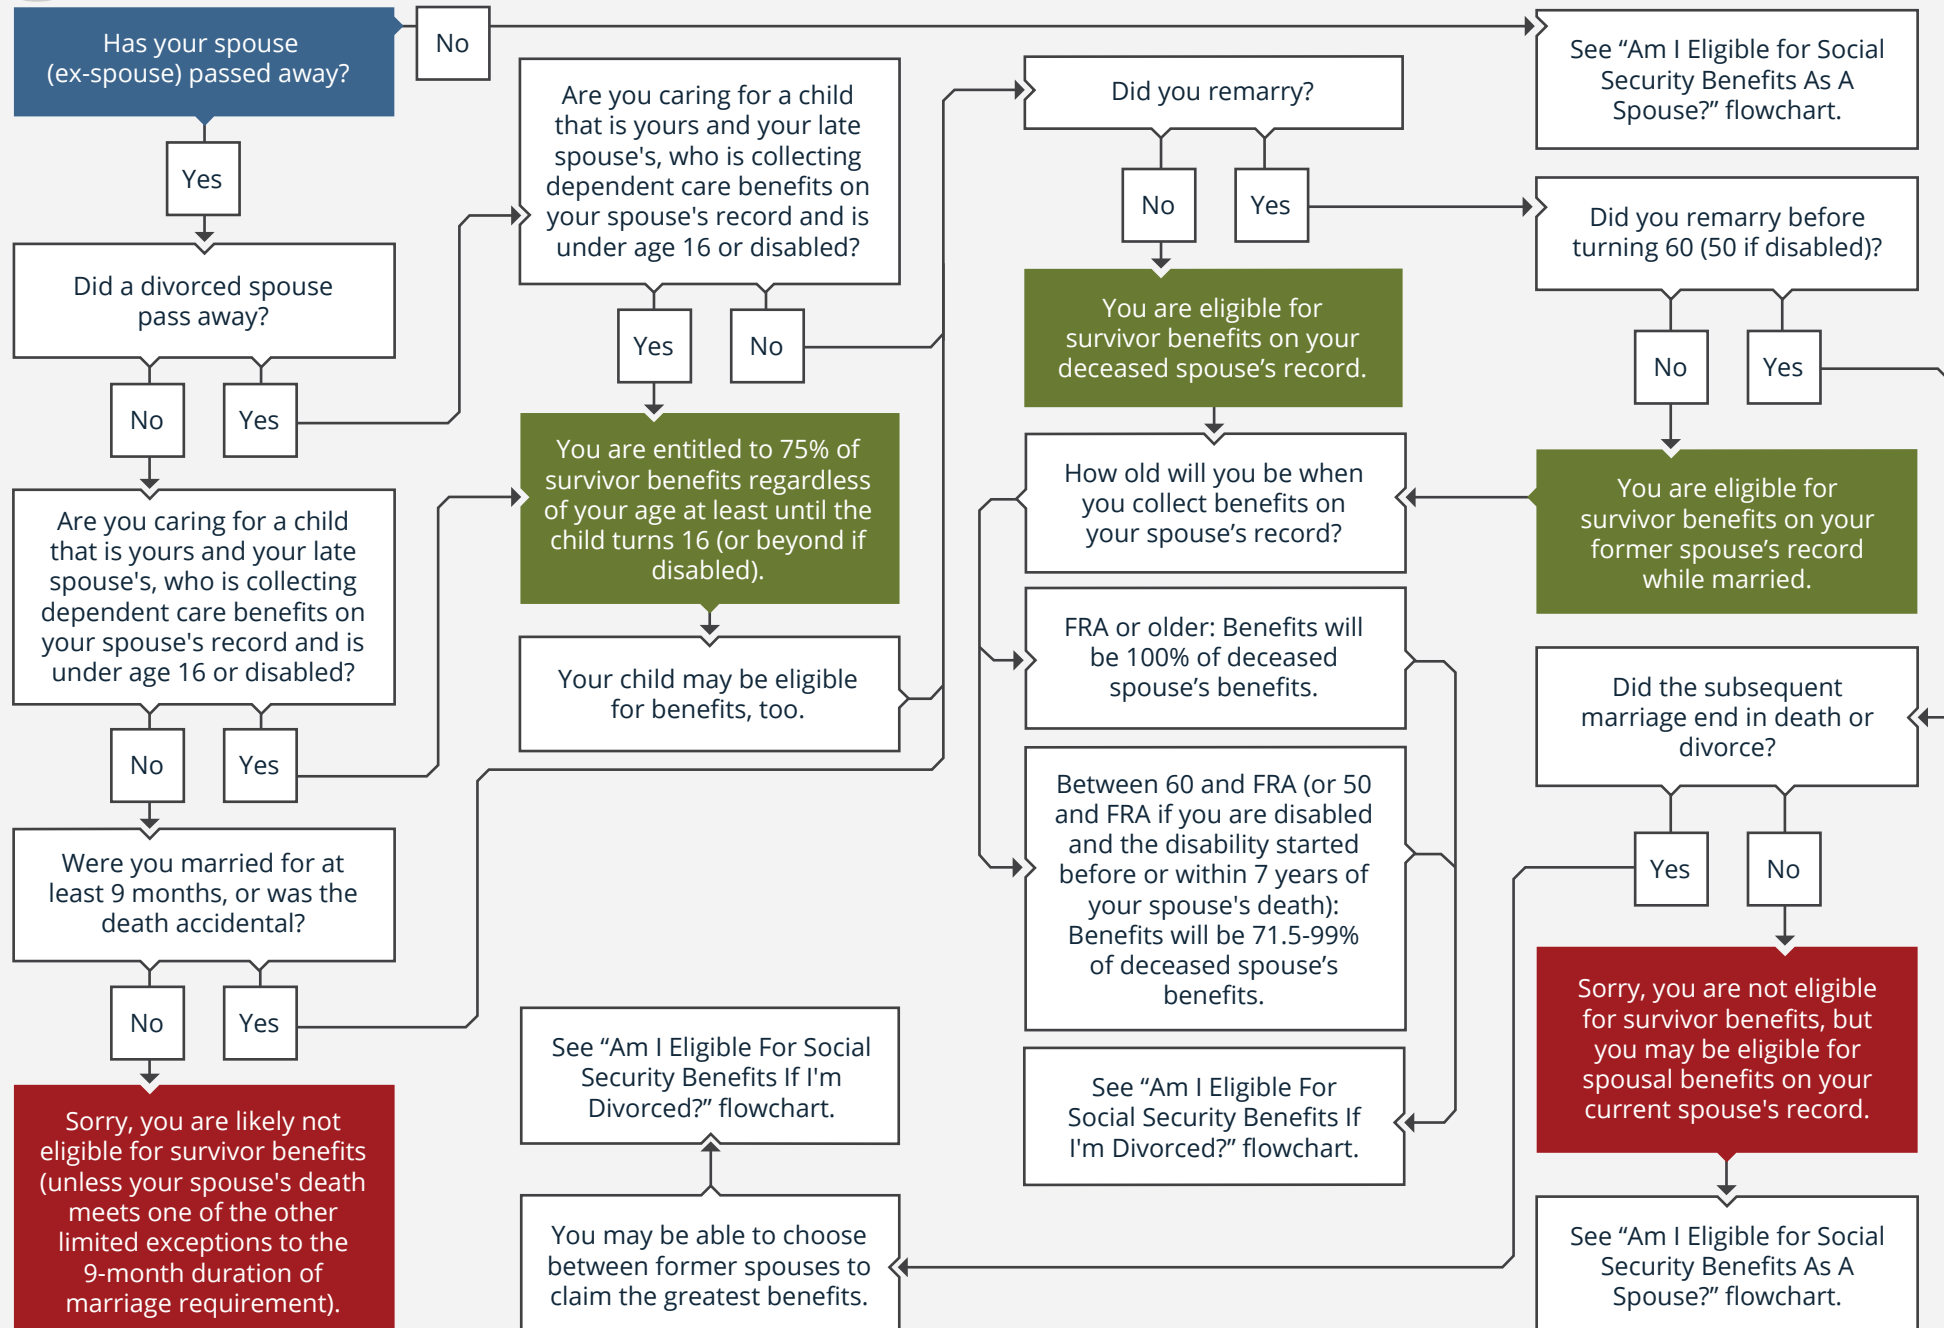 Has your spouse
(ex-spouse) passed away?
No
Yes
Did a divorced spouse
pass away?
No
Yes
Are you caring for a child
that is yours and your late
spouse's, who is collecting
dependent care benefits on
your spouse's record and is
under age 16 or disabled?
No
Yes
Were you married for at
least 9 months, or was the
death accidental?
No
Yes
Sorry, you are likely not
eligible for survivor benefits
(unless your spouse's death
meets one of the other
limited exceptions to the
9-month duration of
marriage requirement).
Are you caring for a child
that is yours and your late
spouse's, who is collecting
dependent care benefits on
your spouse's record and is
under age 16 or disabled?
Yes
No
You are entitled to 75% of
survivor benefits regardless
of your age at least until the
child turns 16 (or beyond if
disabled).
Your child may be eligible
for benefits, too.
See “Am I Eligible For Social
Security Benefits If I'm
Divorced?” flowchart.
You may be able to choose
between former spouses to
claim the greatest benefits.
Did you remarry?
No
Yes
You are eligible for
survivor benefits on your
deceased spouse’s record.
How old will you be when
you collect benefits on
your spouse’s record?
FRA or older: Benefits will
be 100% of deceased
spouse’s benefits.
Between 60 and FRA (or 50
and FRA if you are disabled
and the disability started
before or within 7 years of
your spouse's death):
Benefits will be 71.5-99%
of deceased spouse’s
benefits.
See “Am I Eligible For
Social Security Benefits If
I'm Divorced?” flowchart.
See “Am I Eligible for Social
Security Benefits As A
Spouse?” flowchart.
Did you remarry before
turning 60 (50 if disabled)?
No
Yes
You are eligible for
survivor benefits on your
former spouse’s record
while married.
Did the subsequent
marriage end in death or
divorce?
Yes
No
Sorry, you are not eligible
for survivor benefits, but
you may be eligible for
spousal benefits on your
current spouse's record.
See “Am I Eligible for Social
Security Benefits As A
Spouse?” flowchart.